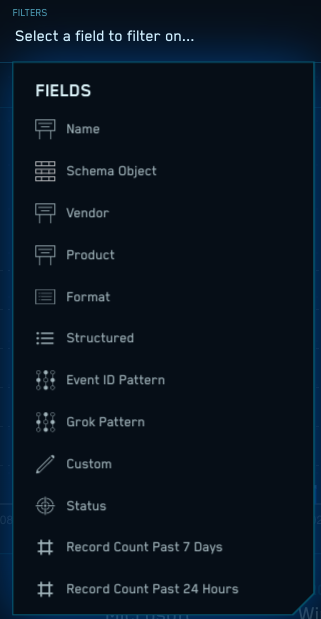 FILTERS
Select a field to filter on...
FIELDS
Name
Schema Object
Vendor
Product
Format
Structured
Event ID Pattern
Grok Pattern
Custom
Status
Record Count Past 7 Days
Record Count Past 24 Hours